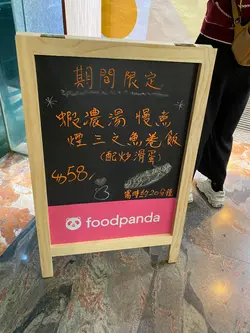 期間限定
蝦濃湯 慢煮
煙三文魚卷飯
(配炒滑蛋)
$58/
需時約20分鐘
foodpanda